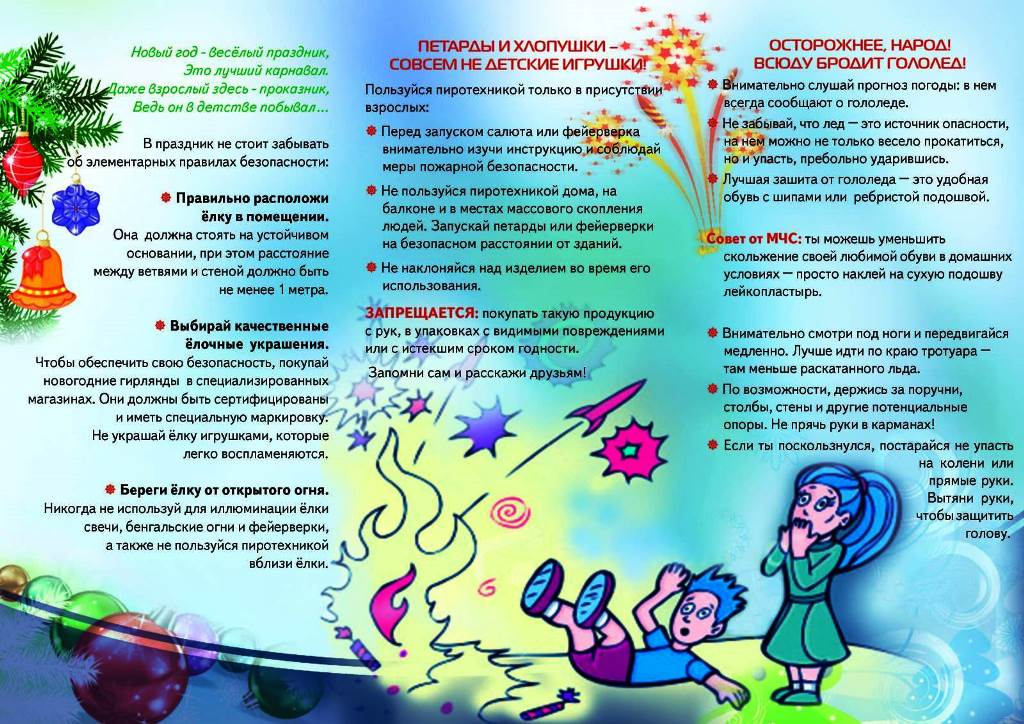 Новый год - весёлый праздник,
Это лучший карнавал.
Даже взрослый здесь - проказник,
Ведь он в детстве побывал...
В праздник не стоит забывать
об элементарных правилах безопасности:
Правильно расположи
ёлку в помещении.
Она должна стоять на устойчивом
основании, при этом расстояние
между ветвями и стеной должно быть
не менее 1 метра.
Выбирай качественные
ёлочные украшения.
Чтобы обеспечить свою безопасность, покупай
новогодние гирлянды в специализированных
магазинах. Они должны быть сертифицированы
и иметь специальную маркировку.
Не украшай ёлку игрушками, которые
легко воспламеняются.
Береги ёлку от открытого огня.
Никогда не используй для иллюминации ёлки
свечи, бенгальские огни и фейерверки,
а также не пользуйся пиротехникой
вблизи ёлки.
ПЕТАРДЫ И ХЛОПУШКИ –
СОВСЕМ НЕ ДЕТСКИЕ ИГРУШКИ!
Пользуйся пиротехникой только в присутствии
взрослых:
Перед запуском салюта или фейерверка
внимательно изучи инструкцию и соблюдай
меры пожарной безопасности.
Не пользуйся пиротехникой дома, на
балконе и в местах массового скопления
людей. Запускай петарды или фейерверки
на безопасном расстоянии от зданий.
Не наклоняйся над изделием во время его
использования.
ЗАПРЕЩАЕТСЯ: покупать такую продукцию
с рук, в упаковках с видимыми повреждениями
или с истекшим сроком годности.
Запомни сам и расскажи друзьям!
ОСТОРОЖНЕЕ, НАРОД!
ВСЮДУ БРОДИТ ГОЛОЛЕД!
Внимательно слушай прогноз погоды: в нем
всегда сообщают о гололеде.
Не забывай, что лед — это источник опасности,
на нем можно не только весело прокатиться,
но и упасть, пребольно ударившись.
Лучшая зашита от гололеда — это удобная
обувь с шипами или ребристой подошвой.
Совет от МЧС: ты можешь уменьшить
скольжение своей любимой обуви в домашних
условиях — просто наклей на сухую подошву
лейкопластырь.
Внимательно смотри под ноги и передвигайся
медленно. Лучше идти по краю тротуара —
там меньше раскатанного льда.
По возможности, держись за поручни,
столбы, стены и другие потенциальные
опоры. Не прячь руки в карманах!
Если ты поскользнулся, постарайся не упасть
на колени или
прямые руки.
Вытяни руки,
чтобы защитить
голову.